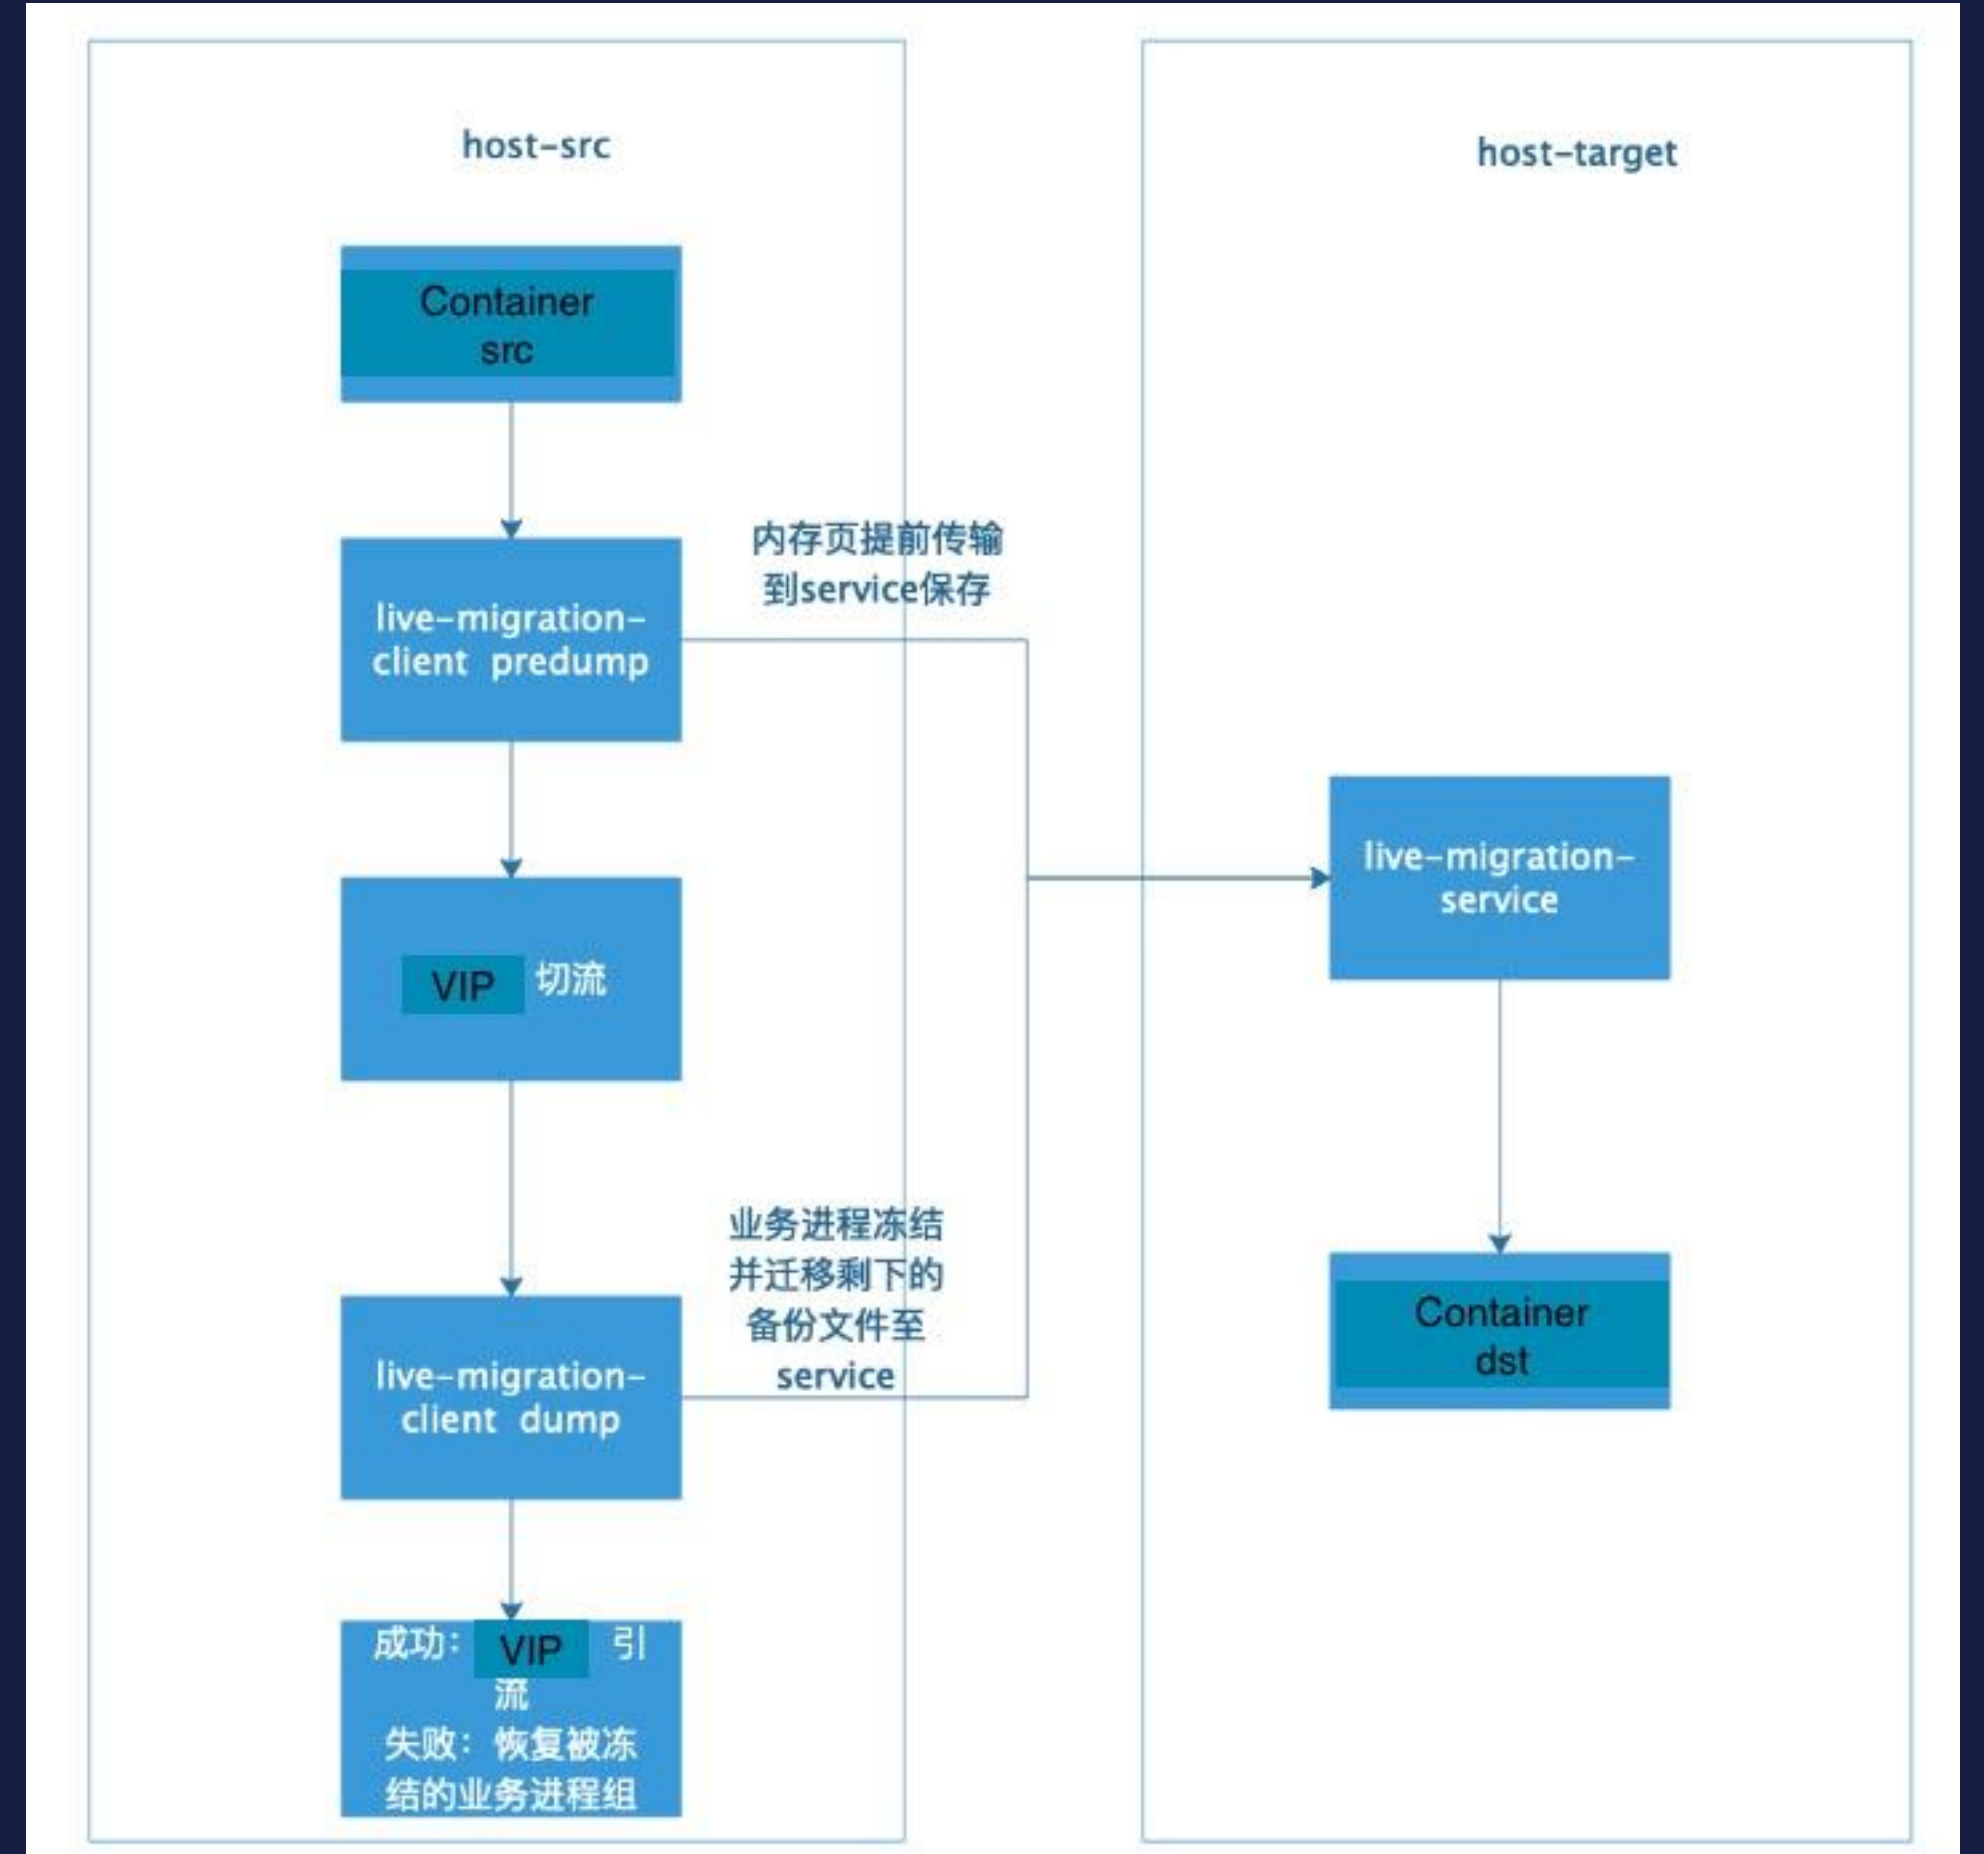 host-src
Container
src
live-migration-
client predump
内存页提前传输
到service保存
VIP 切流
业务进程冻结
并迁移剩下的
备份文件至
service
live-migration-
client dump
成功： VIP 引
流
失败：恢复被冻
结的业务进程组
host-target
live-migration-
service
Container
dst